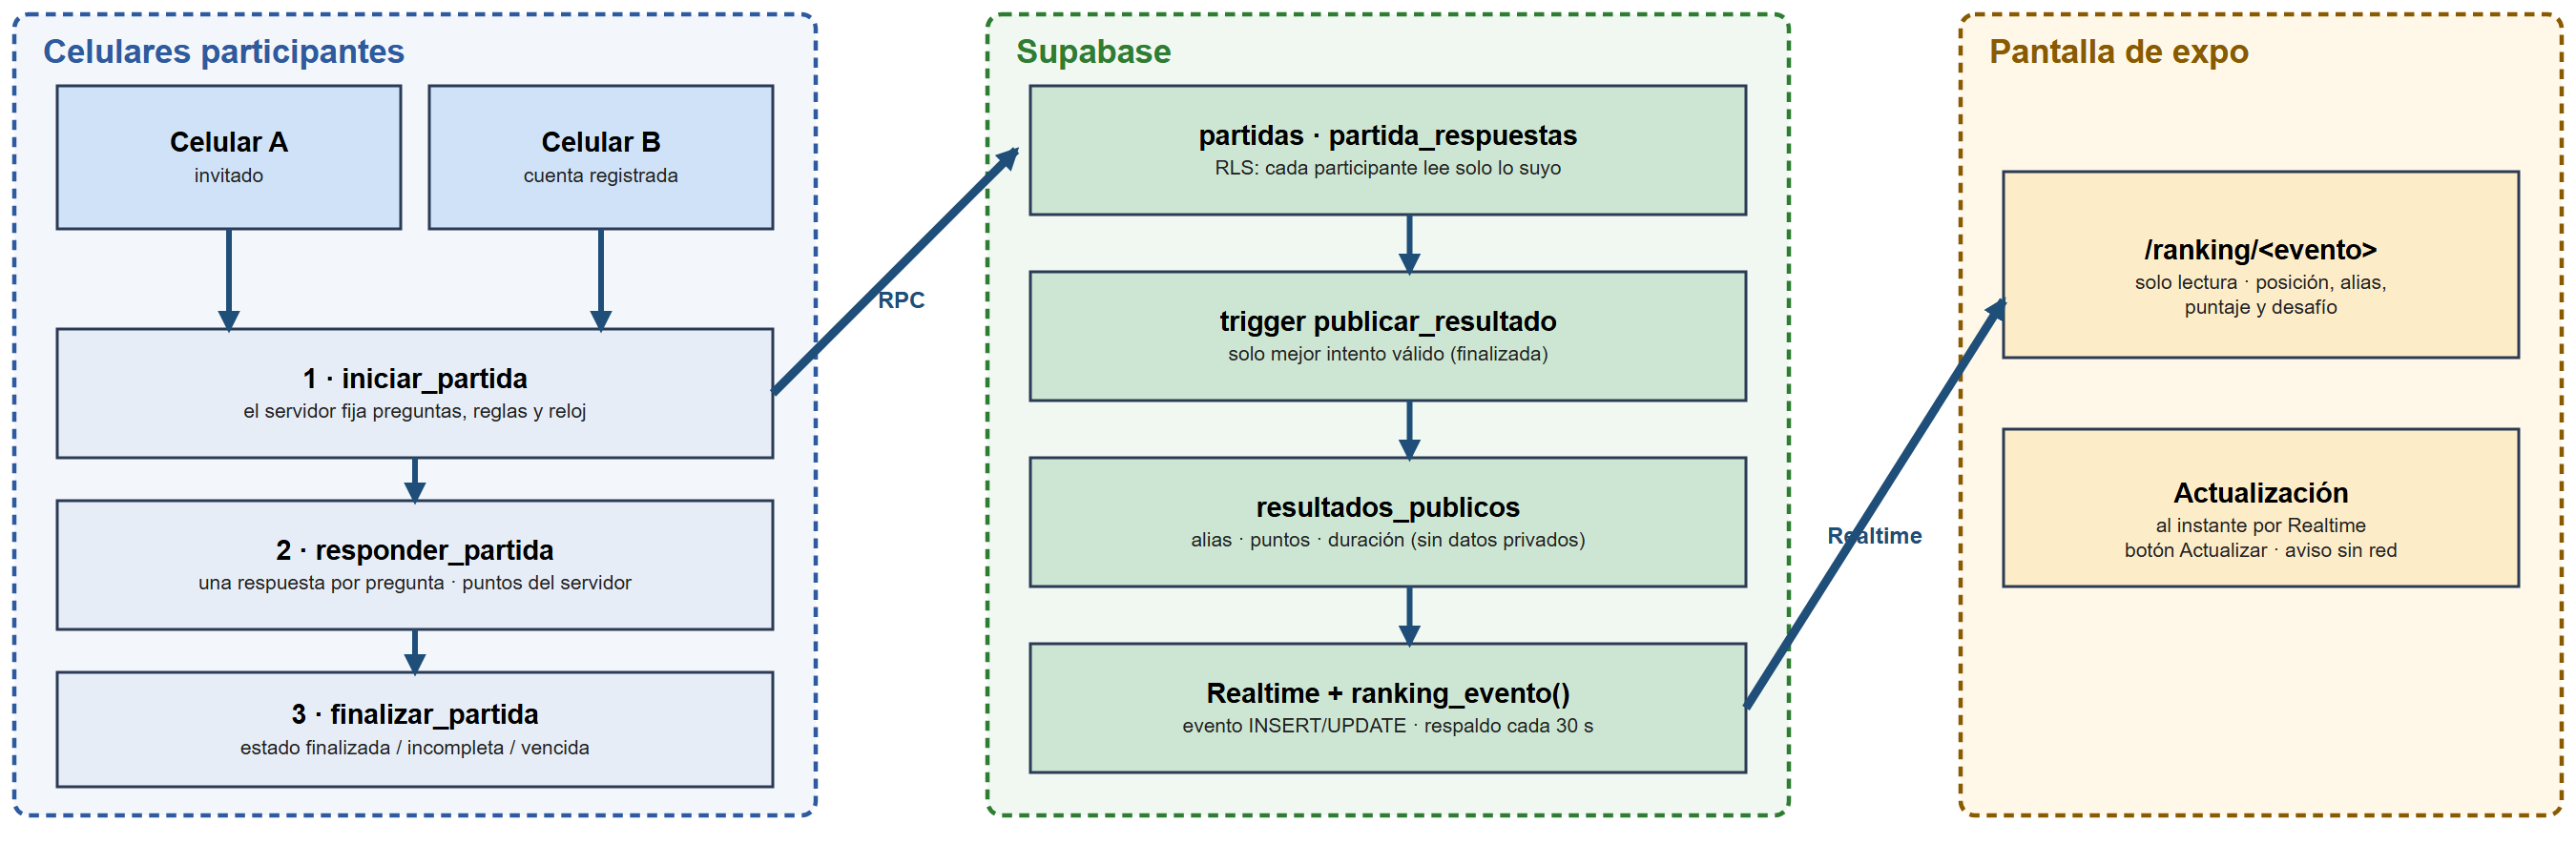 Celulares participantes
Celular A
invitado
Celular B
cuenta registrada
1 · iniciar_partida
el servidor fija preguntas, reglas y reloj
2 · responder_partida
una respuesta por pregunta · puntos del servidor
3 · finalizar_partida
estado finalizada / incompleta / vencida
RPC
Supabase
partidas · partida_respuestas
RLS: cada participante lee solo lo suyo
trigger publicar_resultado
solo mejor intento válido (finalizada)
resultados_publicos
alias · puntos · duración (sin datos privados)
Realtime + ranking_evento()
evento INSERT/UPDATE · respaldo cada 30 s
Realtime
Pantalla de expo
/ranking/<evento>
solo lectura · posición, alias,
puntaje y desafío
Actualización
al instante por Realtime
botón Actualizar · aviso sin red